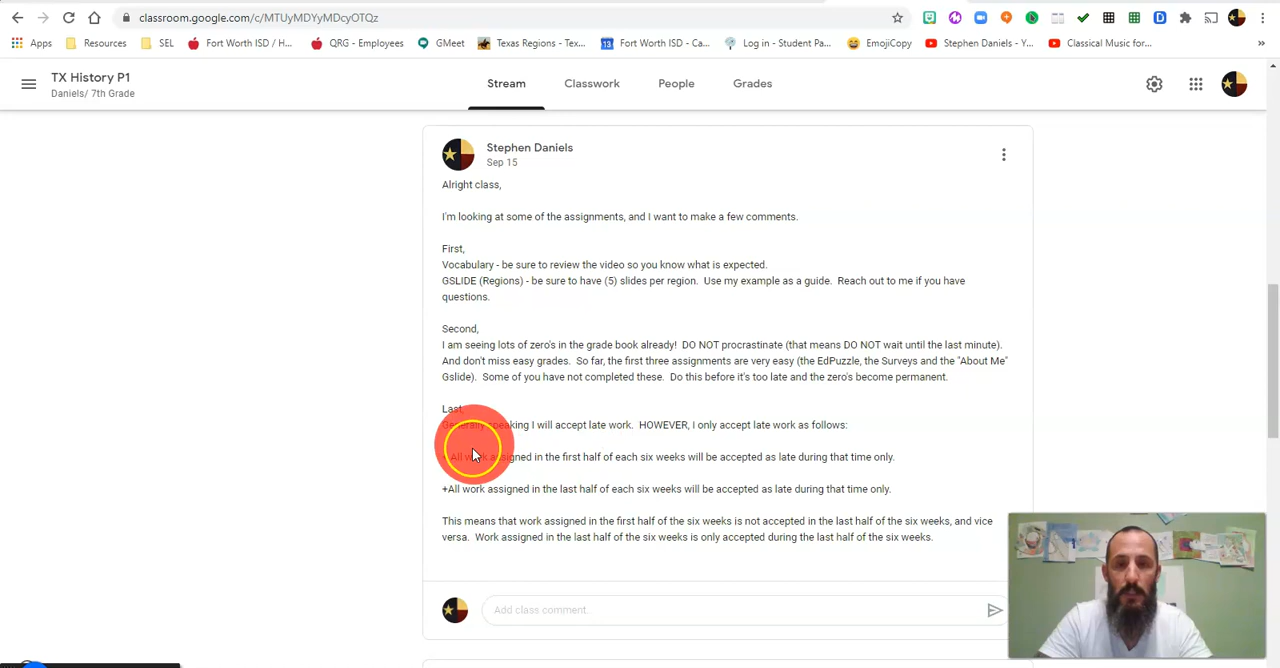 classroom.google.com/c/MTUyMDYyMDcyOTQz
Apps Resources SEL Fort Worth ISD / H... QRG - Employees GMeet Texas Regions - Tex... Fort Worth ISD - Ca... Log in - Student Pa... EmojiCopy Stephen Daniels - Y... Classical Music for... »
TX History P1
Daniels/ 7th Grade
Stream Classwork People Grades
Stephen Daniels
Sep 15
Alright class,
I'm looking at some of the assignments, and I want to make a few comments.
First,
Vocabulary - be sure to review the video so you know what is expected.
GSLIDE (Regions) - be sure to have (5) slides per region. Use my example as a guide. Reach out to me if you have
questions.
Second,
I am seeing lots of zero's in the grade book already! DO NOT procrastinate (that means DO NOT wait until the last minute).
And don't miss easy grades. So far, the first three assignments are very easy (the EdPuzzle, the Surveys and the "About Me"
Gslide). Some of you have not completed these. Do this before it's too late and the zero's become permanent.
Last,
Generally speaking I will accept late work. HOWEVER, I only accept late work as follows:
+ All work assigned in the first half of each six weeks will be accepted as late during that time only.
+All work assigned in the last half of each six weeks will be accepted as late during that time only.
This means that work assigned in the first half of the six weeks is not accepted in the last half of the six weeks, and vice
versa. Work assigned in the last half of the six weeks is only accepted during the last half of the six weeks.
Add class comment.